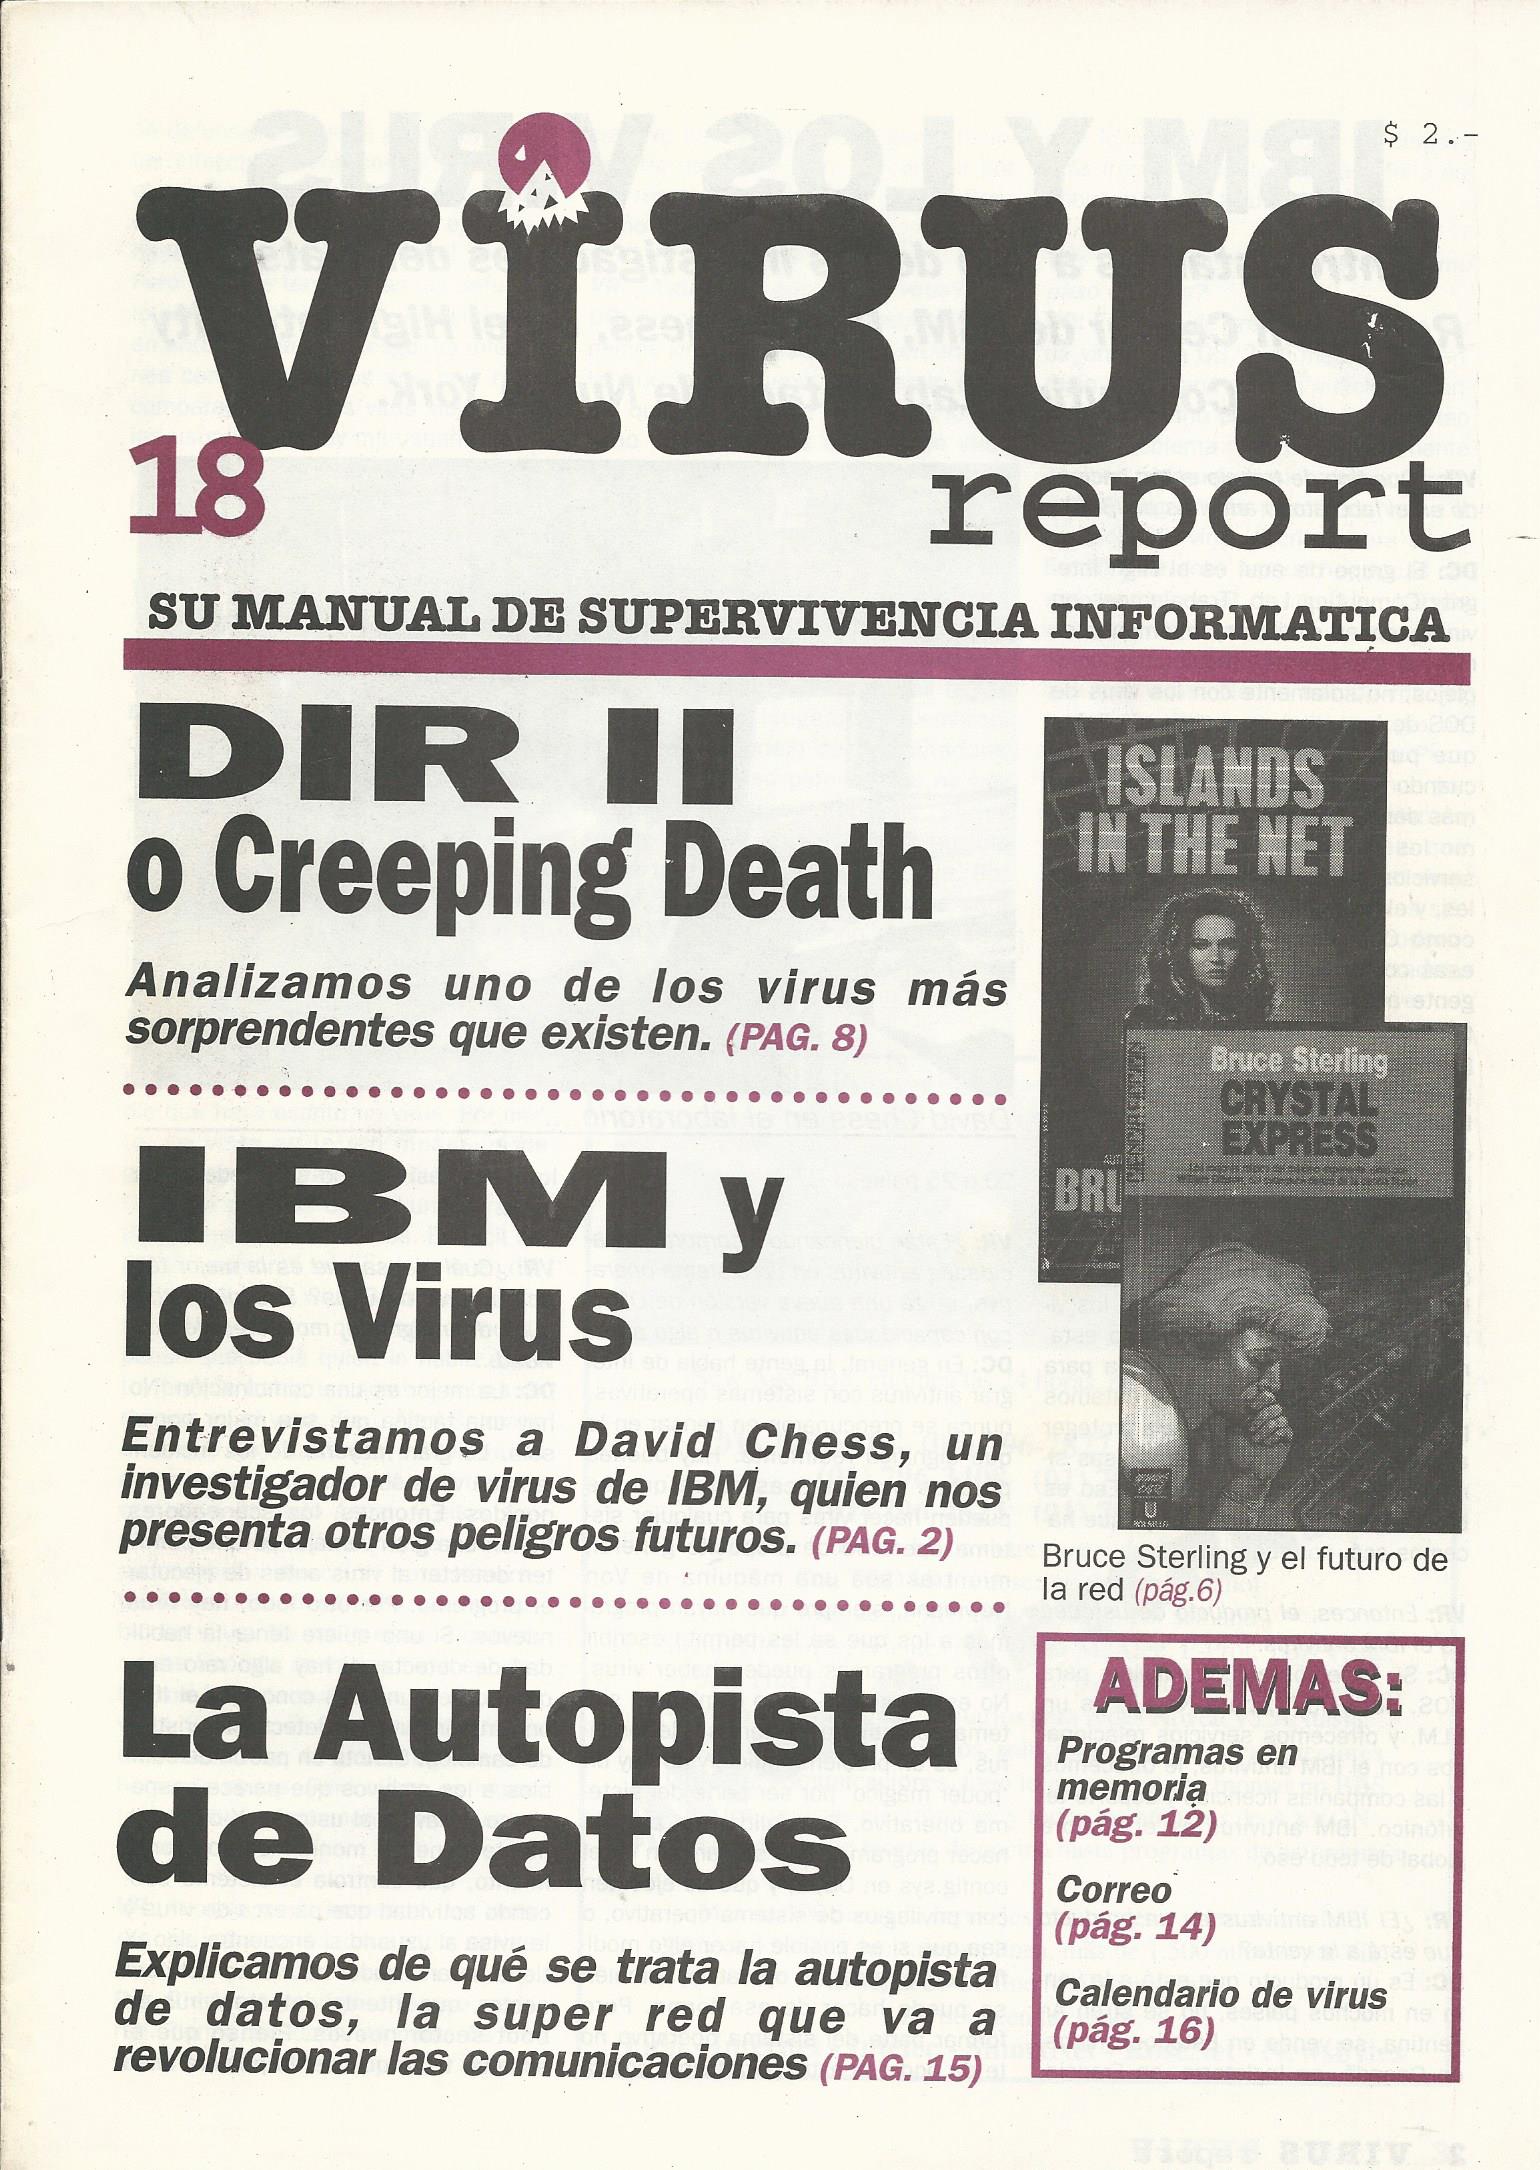 $ 2.-
VIRUS
18
report
SU MANUAL DE SUPERVIVENCIA INFORMATICA
DIR II
o Creeping Death
Analizamos uno de los virus más
sorprendentes que existen. (PAG. 8)
IBM y
los Virus
Entrevistamos a David Chess, un
investigador de virus de IBM, quien nos
presenta otros peligros futuros. (PAG. 2)
La Autopista
de Datos
Explicamos de qué se trata la autopista
de datos, la super red que va a
revolucionar las comunicaciones (PAG. 15)
ISLANDS
IN THE NET
BRU
Bruce Sterling
CRYSTAL
EXPRESS
Bruce Sterling y el futuro de
la red (pág.6)
ADEMAS:
Programas en
memoria
(pág. 12)
Correo
(pág. 14)
Calendario de virus
(pág. 16)